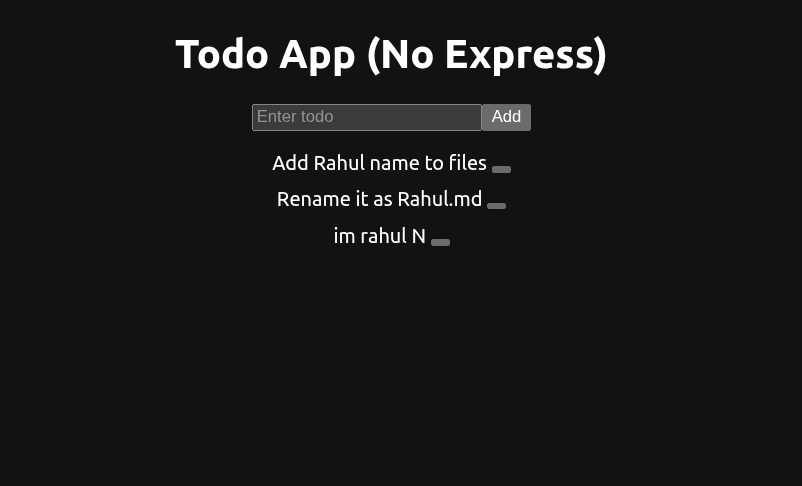 Todo App (No Express)
Enter todo
Add
Add Rahul name to files
Rename it as Rahul.md
im rahul N